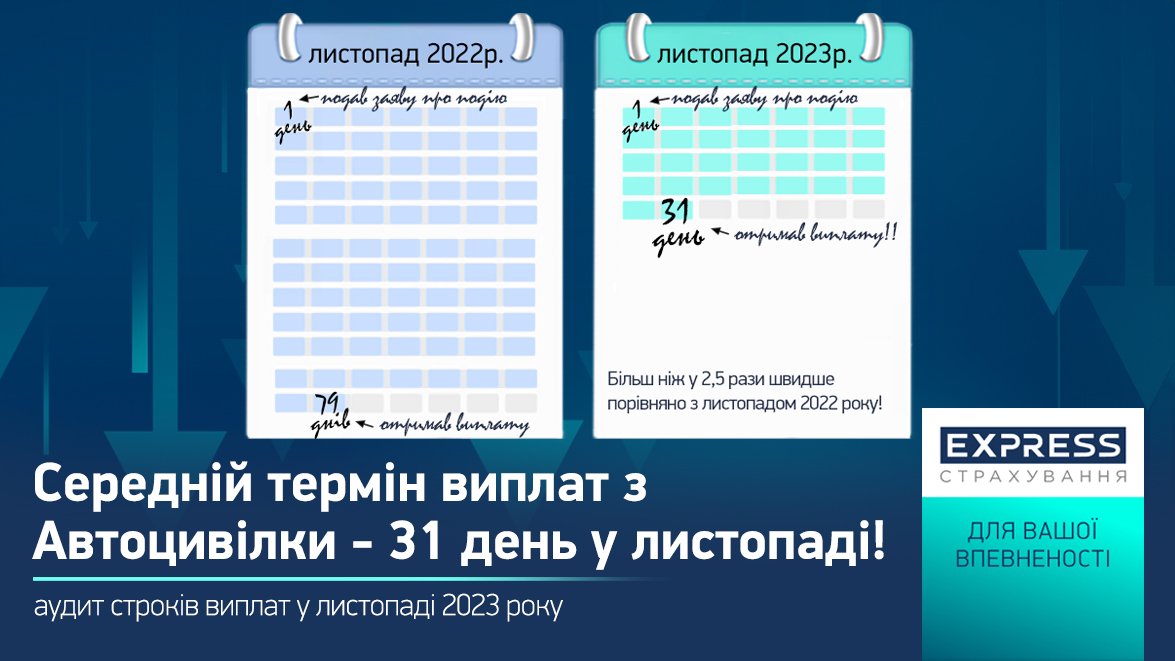 листопад 2022р.
1
день
подав заяву про подію
79
днів
отримав виплату
листопад 2023р.
1
день
подав заяву про подію
31
день
отримав виплату!!
Більш ніж у 2,5 рази швидше
порівняно з листопадом 2022 року!
Середній термін виплат з
Автоцивілки - 31 день у листопаді!
аудит строків виплат у листопаді 2023 року
EXPRESS
СТРАХУВАННЯ
ДЛЯ ВАШОЇ
ВПЕВНЕНОСТІ